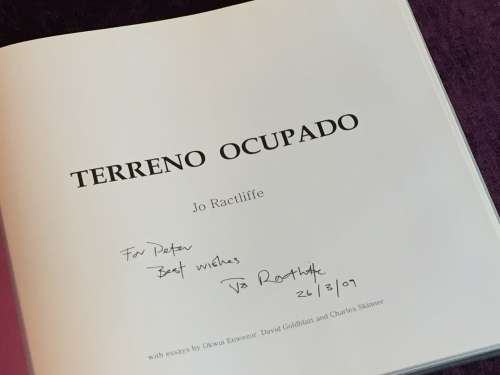 TERRENO OCUPADO
Jo Ractliffe
For Peter
Best wishes
Jo Ractliffe
26/3/09
with essays by Okwui Enwezor, David Goldblatt and Charles Skinner